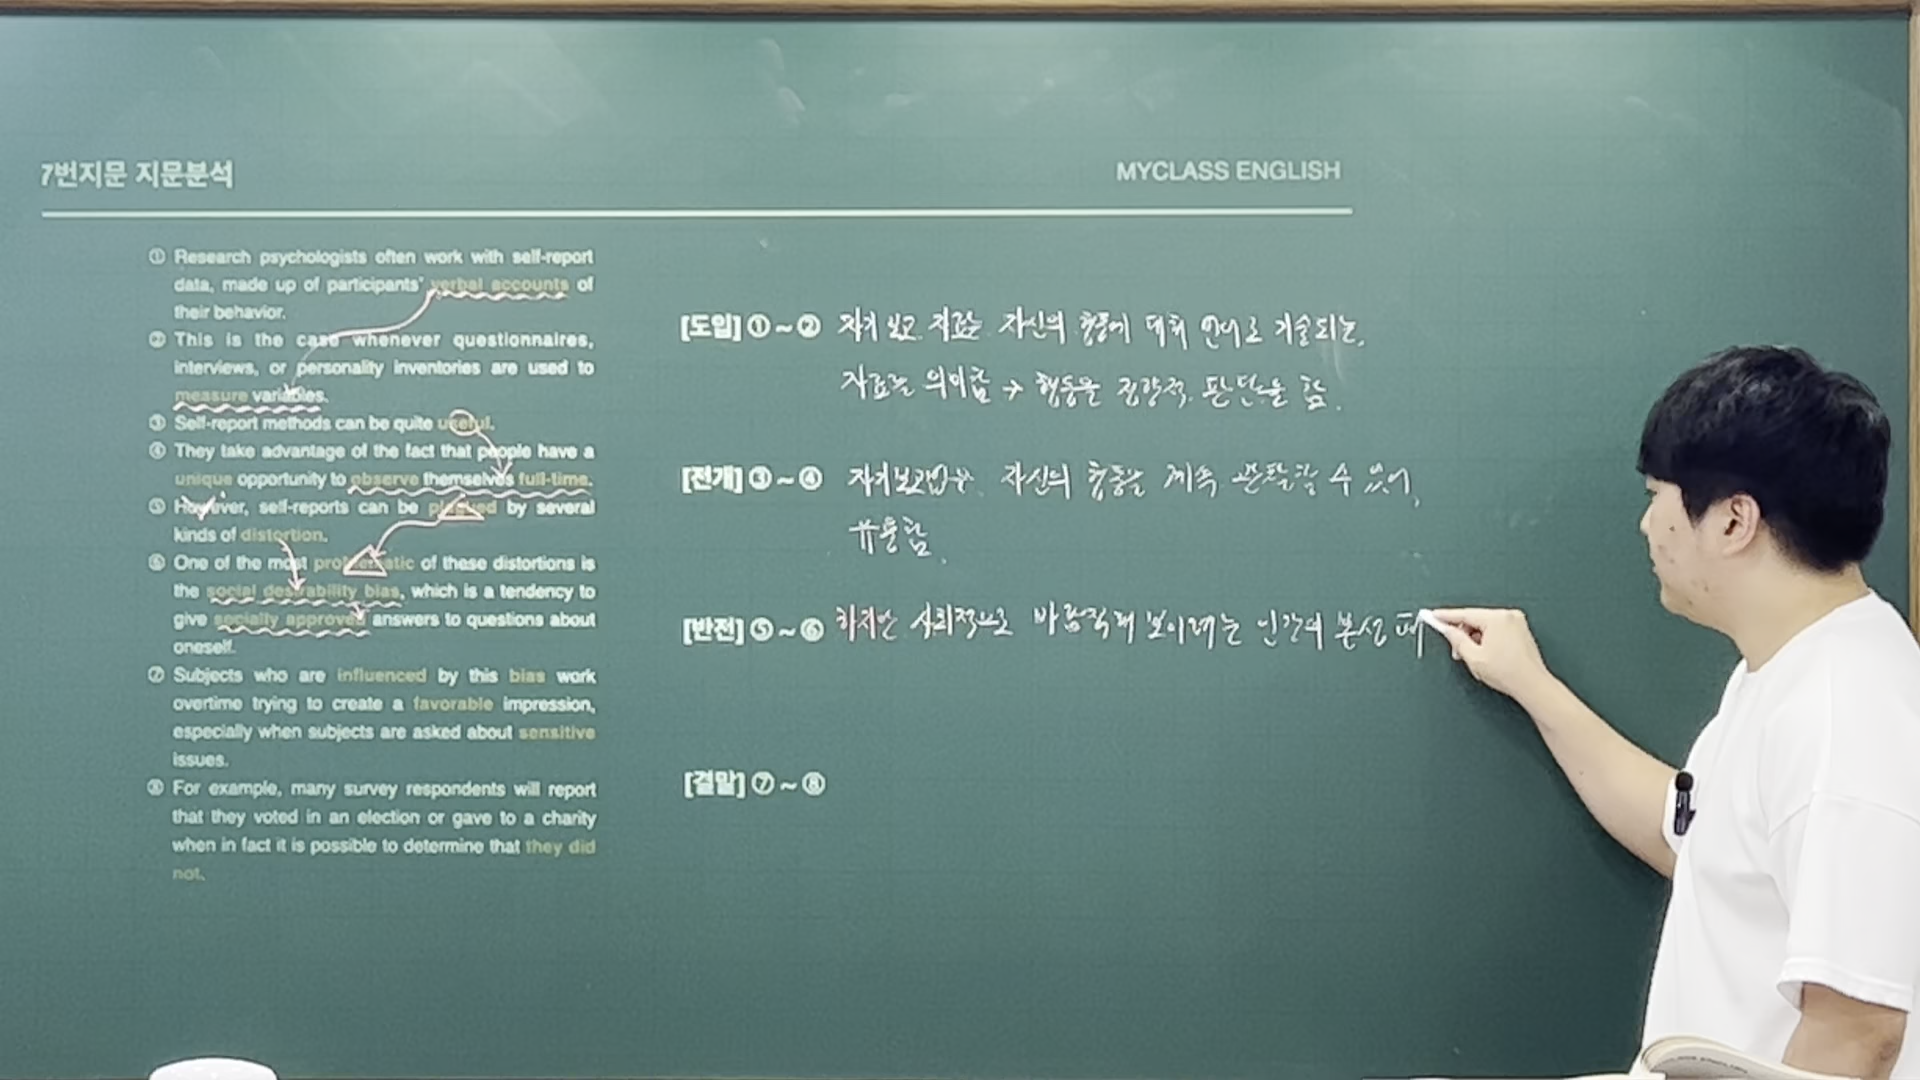 7번지문 지문분석
MYCLASS ENGLISH
① Research psychologists often work with self-report
data, made up of participants' verbal accounts of
their behavior.
② This is the case whenever questionnaires,
interviews, or personality inventories are used to
measure variables.
③ Self-report methods can be quite useful.
④ They take advantage of the fact that people have a
unique opportunity to observe themselves full-time.
⑤ However, self-reports can be plagued by several
kinds of distortion.
⑥ One of the most problematic of these distortions is
the social desirability bias, which is a tendency to
give socially approved answers to questions about
oneself.
⑦ Subjects who are influenced by this bias work
overtime trying to create a favorable impression,
especially when subjects are asked about sensitive
issues.
⑧ For example, many survey respondents will report
that they voted in an election or gave to a charity
when in fact it is possible to determine that they did
not.
[도입] ①~② 자기 보고 자료는 자신의 행동에 대해 언어로 기술되는,
자료를 의미함 → 행동을 정량적 판단을 함.
[전개] ③~④ 자기보고법은 자신의 행동을 계속 관찰할 수 있어,
유용함.
[반전] ⑤~⑥ 하지만 사회적으로 바람직해 보이려는 인간의 본성 때
[결말] ⑦~⑧